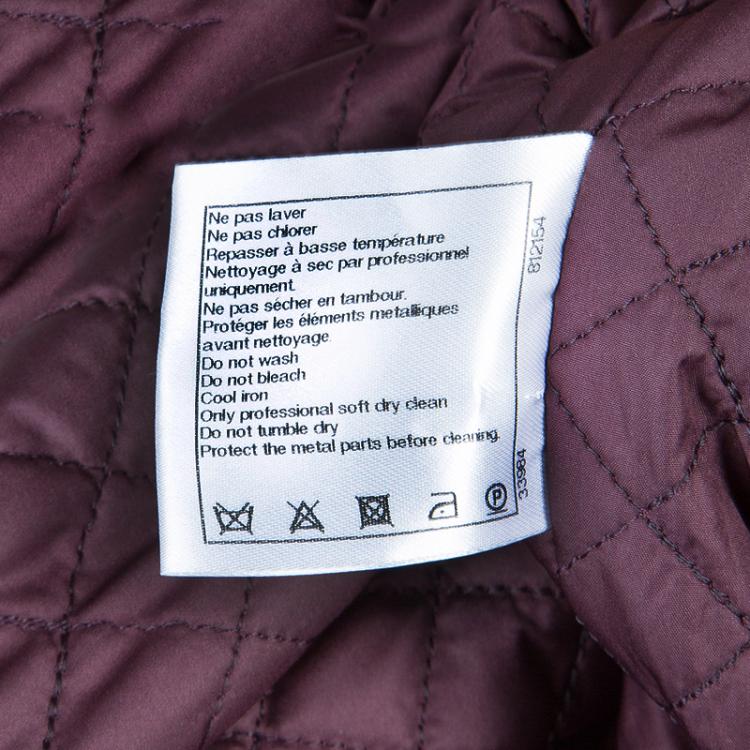 Ne pas laver
Ne pas chlorer
Repasser à basse température
Nettoyage à sec par professionnel
uniquement.
Ne pas sécher en tambour.
Protéger les éléments metalliques
avant nettoyage.
Do not wash
Do not bleach
Cool iron
Only professional soft dry clean
Do not tumble dry
Protect the metal parts before cleaning.
P
812154
33984